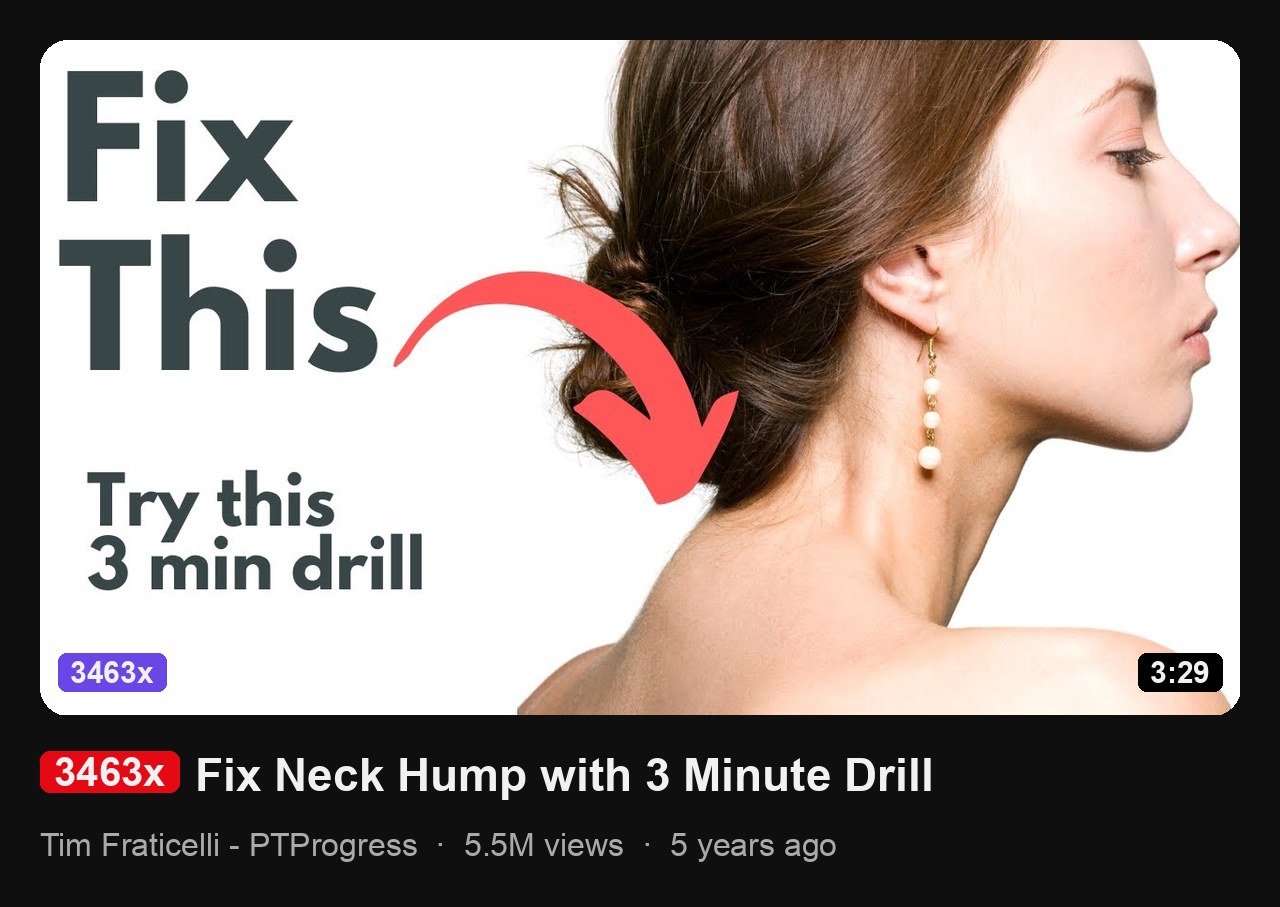 Fix
This
Try this
3 min drill
3463x
3:29
3463x Fix Neck Hump with 3 Minute Drill
Tim Fraticelli - PTProgress · 5.5M views · 5 years ago